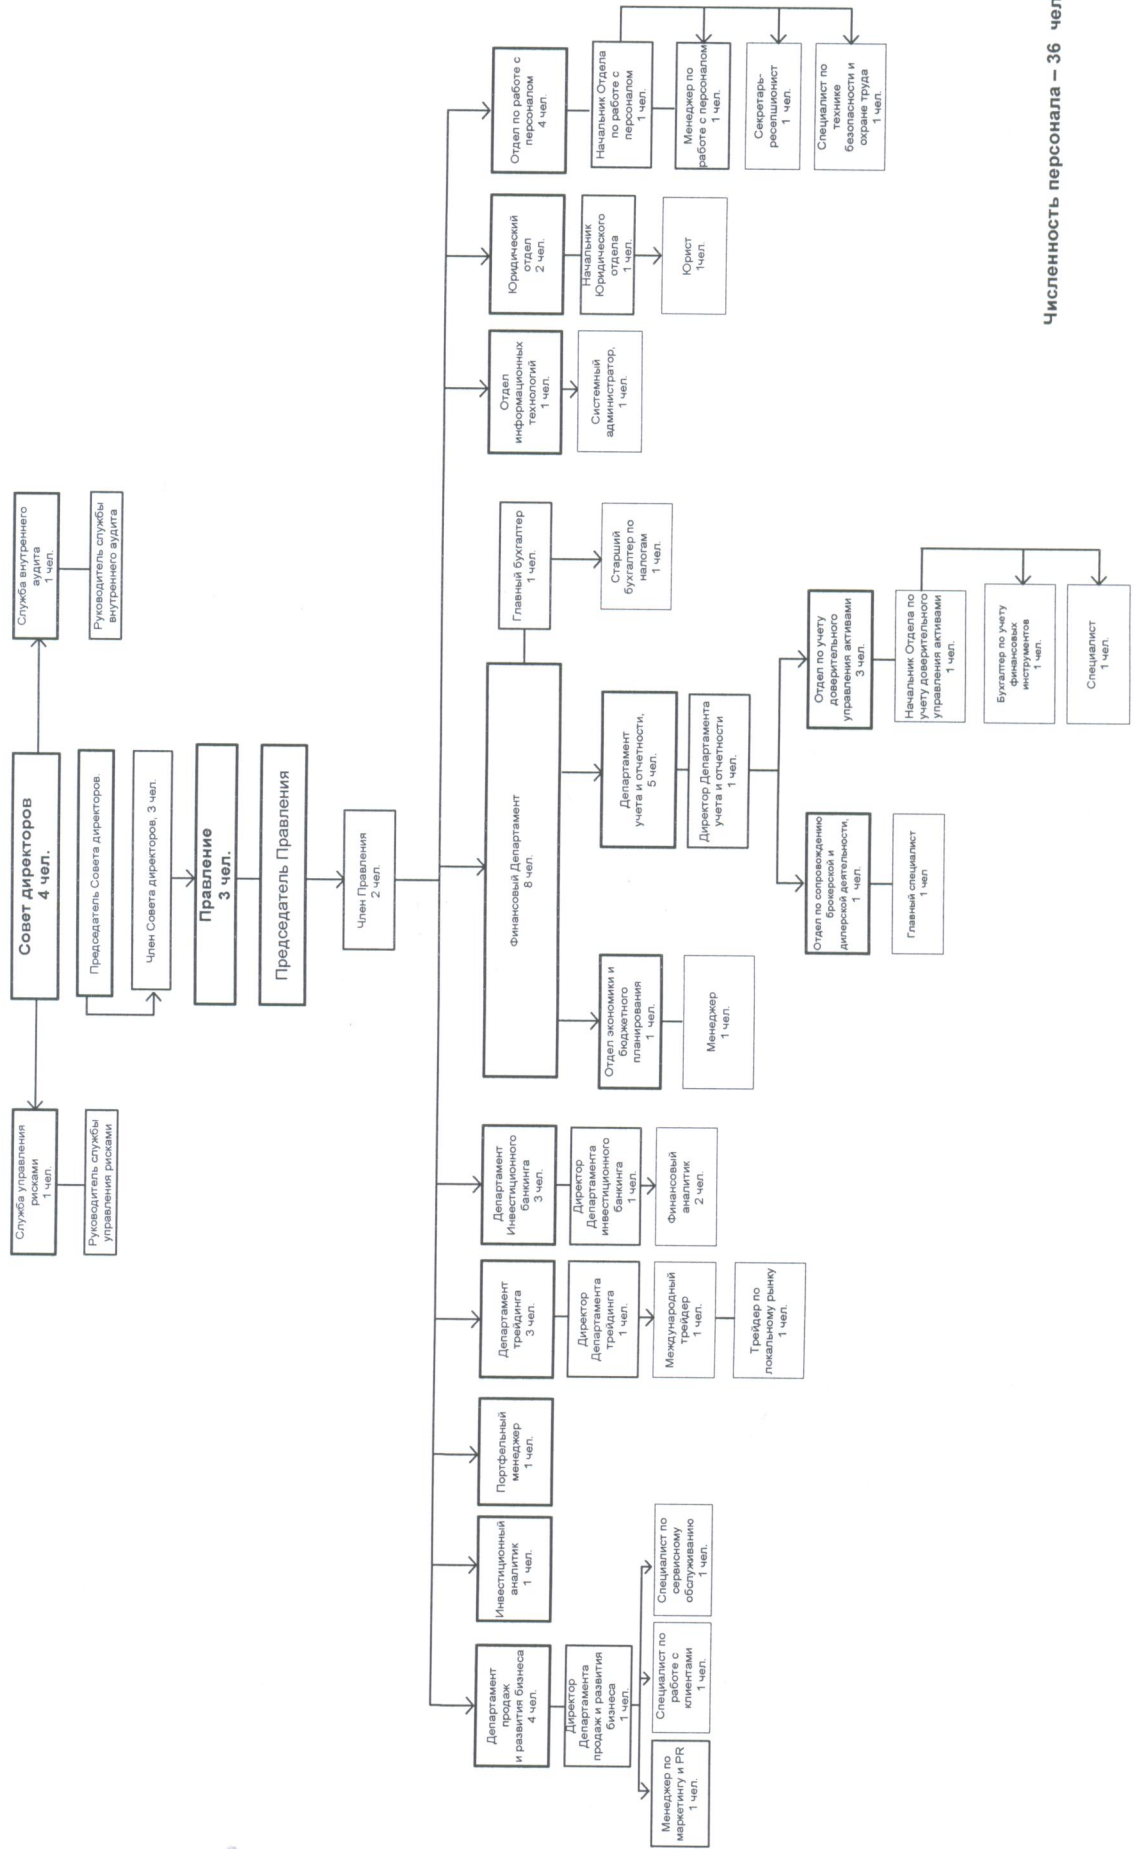 Совет директоров
4 чел.
Служба управления
рисками
1 чел.
Руководитель службы
управления рисками
Служба внутреннего
аудита
1 чел.
Руководитель службы
внутреннего аудита
Председатель Совета директоров.
Член Совета директоров, 3 чел.
Правление
3 чел.
Председатель Правления
Член Правления
2 чел.
Департамент
продаж
и развития бизнеса
4 чел.
Директор
Департамента
продаж и развития
бизнеса
1 чел.
Менеджер по
маркетингу и PR
1 чел.
Специалист по
работе с
клиентами
1 чел.
Специалист по
сервисному
обслуживанию
1 чел.
Инвестиционный
аналитик
1 чел.
Портфельный
менеджер
1 чел.
Департамент
трейдинга
3 чел.
Директор
Департамента
трейдинга
1 чел.
Международный
трейдер
1 чел.
Трейдер по
локальному рынку
1 чел.
Департамент
Инвестиционного
банкинга
3 чел.
Директор
Департамента
инвестиционного
банкинга
1 чел.
Финансовый
аналитик
2 чел.
Финансовый Департамент
8 чел.
Отдел экономики и
бюджетного
планирования
1 чел.
Менеджер
1 чел.
Департамент
учета и отчетности,
5 чел.
Директор Департамента
учета и отчетности
1 чел.
Отдел по сопровождению
брокерской и
дилерской деятельности,
1 чел.
Главный специалист
1 чел
Отдел по учету
доверительного
управления активами
3 чел.
Начальник Отдела по
учету доверительного
управления активами
1 чел.
Бухгалтер по учету
финансовых
инструментов
1 чел.
Специалист
1 чел.
Главный бухгалтер
1 чел.
Старший
бухгалтер по
налогам
1 чел.
Отдел
информационных
технологий
1 чел.
Системный
администратор,
1 чел.
Юридический
отдел
2 чел.
Начальник
Юридического
отдела
1 чел.
Юрист
1чел.
Отдел по работе с
персоналом
4 чел.
Начальник Отдела
по работе с
персоналом
1 чел.
Менеджер по
работе с персоналом
1 чел.
Секретарь-
ресепшионист
1 чел.
Специалист по
технике
безопасности и
охране труда
1 чел.
Численность персонала – 36 чел